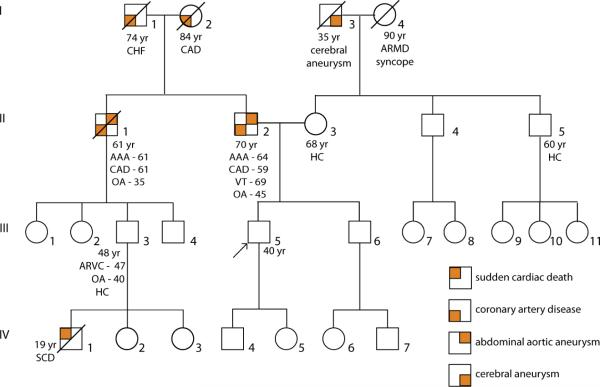 I
1
2
3
4
74 yr
CHF
84 yr
CAD
35 yr
cerebral
aneurysm
90 yr
ARMD
syncope
II
1
2
3
4
5
61 yr
AAA - 61
CAD - 61
OA - 35
70 yr
AAA - 64
CAD - 59
VT - 69
OA - 45
68 yr
HC
60 yr
HC
III
1
2
3
4
5
6
7
8
9
10
11
48 yr
ARVC - 47
OA - 40
HC
40 yr
IV
1
2
3
4
5
6
7
19 yr
SCD
sudden cardiac death
coronary artery disease
abdominal aortic aneurysm
cerebral aneurysm